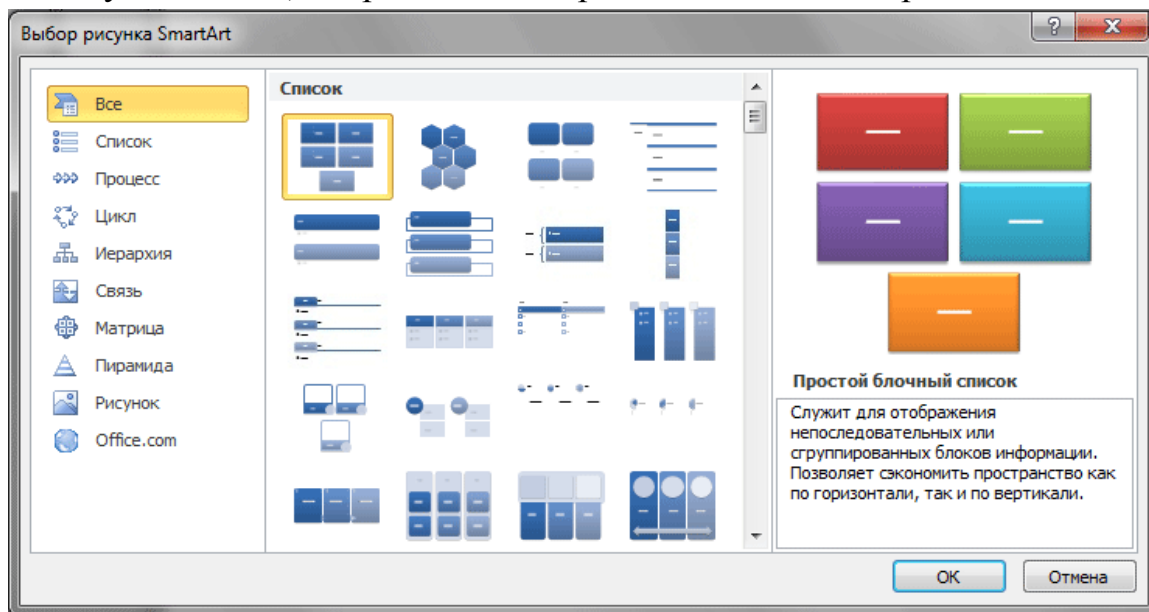 Выбор рисунка SmartArt
Все
Список
Процесс
Цикл
Иерархия
Связь
Матрица
Пирамида
Рисунок
Office.com
Список
Простой блочный список
Служит для отображения
непоследовательных или
сгруппированных блоков информации.
Позволяет сэкономить пространство как
по горизонтали, так и по вертикали.
ОК
Отмена